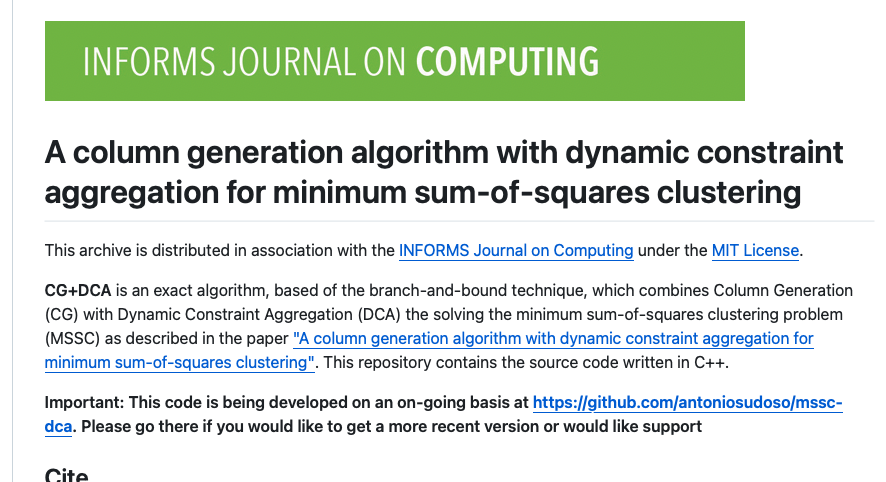 INFORMS JOURNAL ON COMPUTING
A column generation algorithm with dynamic constraint
aggregation for minimum sum-of-squares clustering
This archive is distributed in association with the INFORMS Journal on Computing under the MIT License.
CG+DCA is an exact algorithm, based of the branch-and-bound technique, which combines Column Generation
(CG) with Dynamic Constraint Aggregation (DCA) the solving the minimum sum-of-squares clustering problem
(MSSC) as described in the paper "A column generation algorithm with dynamic constraint aggregation for
minimum sum-of-squares clustering". This repository contains the source code written in C++.
Important: This code is being developed on an on-going basis at https://github.com/antoniosudoso/mssc-
dca. Please go there if you would like to get a more recent version or would like support
Cite